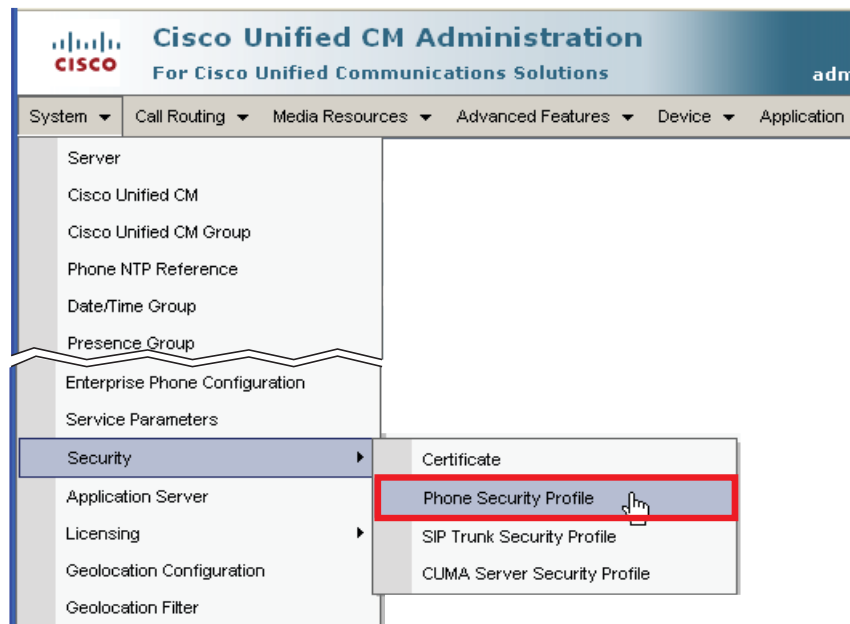 Cisco Unified CM Administration
CISCO
For Cisco Unified Communications Solutions
adm
System Call Routing Media Resources Advanced Features Device Application
Server
Cisco Unified CM
Cisco Unified CM Group
Phone NTP Reference
Date/Time Group
Presence Group
Enterprise Phone Configuration
Service Parameters
Security
Certificate
Application Server
Phone Security Profile
Licensing
SIP Trunk Security Profile
Geolocation Configuration
CUMA Server Security Profile
Geolocation Filter